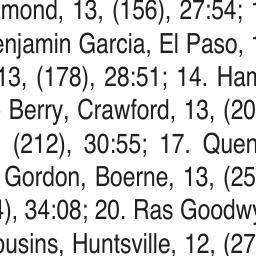 mond, 13, (156), 27:54;
enjamin Garcia, El Paso,
13, (178), 28:51; 14. Ham
Berry, Crawford, 13, (20
(212), 30:55; 17. Quen
Gordon, Boerne, 13, (25
4), 34:08; 20. Ras Goodwy
ousins, Huntsville, 12, (27